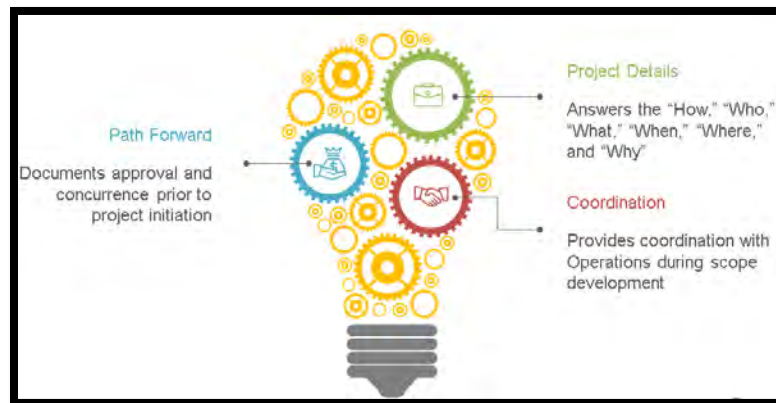 Path Forward
Documents approval and
concurrence prior to
project initiation
Project Details
Answers the “How,” “Who,”
“What,” “When,” “Where,”
and “Why”
Coordination
Provides coordination with
Operations during scope
development